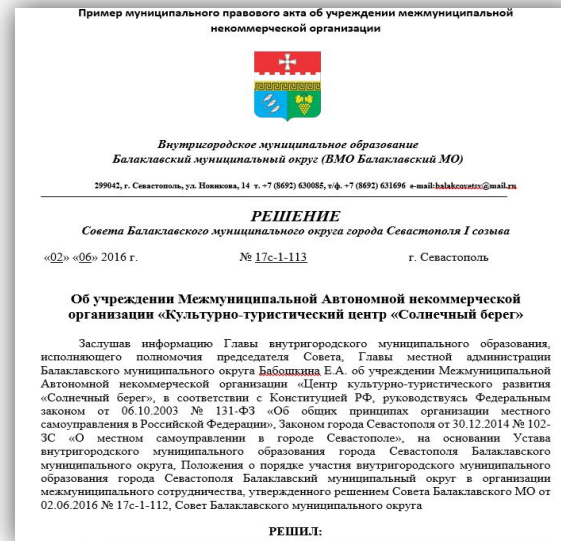 Пример муниципального правового акта об учреждении межмуниципальной
некоммерческой организации
Внутригородское муниципальное образование
Балаклавский муниципальный округ (ВМО Балаклавский МО)
299042, г. Севастополь, ул. Новикова, 14 т. +7 (8692) 630085, т/ф. +7 (8692) 631696 e-mail:balakcovetsv@mail.ru
РЕШЕНИЕ
Совета Балаклавского муниципального округа города Севастополя I созыва
«02» «06» 2016 г. № 17с-1-113 г. Севастополь
Об учреждении Межмуниципальной Автономной некоммерческой
организации «Культурно-туристический центр «Солнечный берег»
Заслушав информацию Главы внутригородского муниципального образования,
исполняющего полномочия председателя Совета, Главы местной администрации
Балаклавского муниципального округа Бабошкина Е.А. об учреждении Межмуниципальной
Автономной некоммерческой организации «Центр культурно-туристического развития
«Солнечный берег», в соответствии с Конституцией РФ, руководствуясь Федеральным
законом от 06.10.2003 № 131-ФЗ «Об общих принципах организации местного
самоуправления в Российской Федерации», Законом города Севастополя от 30.12.2014 № 102-
ЗС «О местном самоуправлении в городе Севастополе», на основании Устава
внутригородского муниципального образования города Севастополя Балаклавского
муниципального округа, Положения о порядке участия внутригородского муниципального
образования города Севастополя Балаклавский муниципальный округ в организации
межмуниципального сотрудничества, утвержденного решением Совета Балаклавского МО от
02.06.2016 № 17с-1-112, Совет Балаклавского муниципального округа
РЕШИЛ: